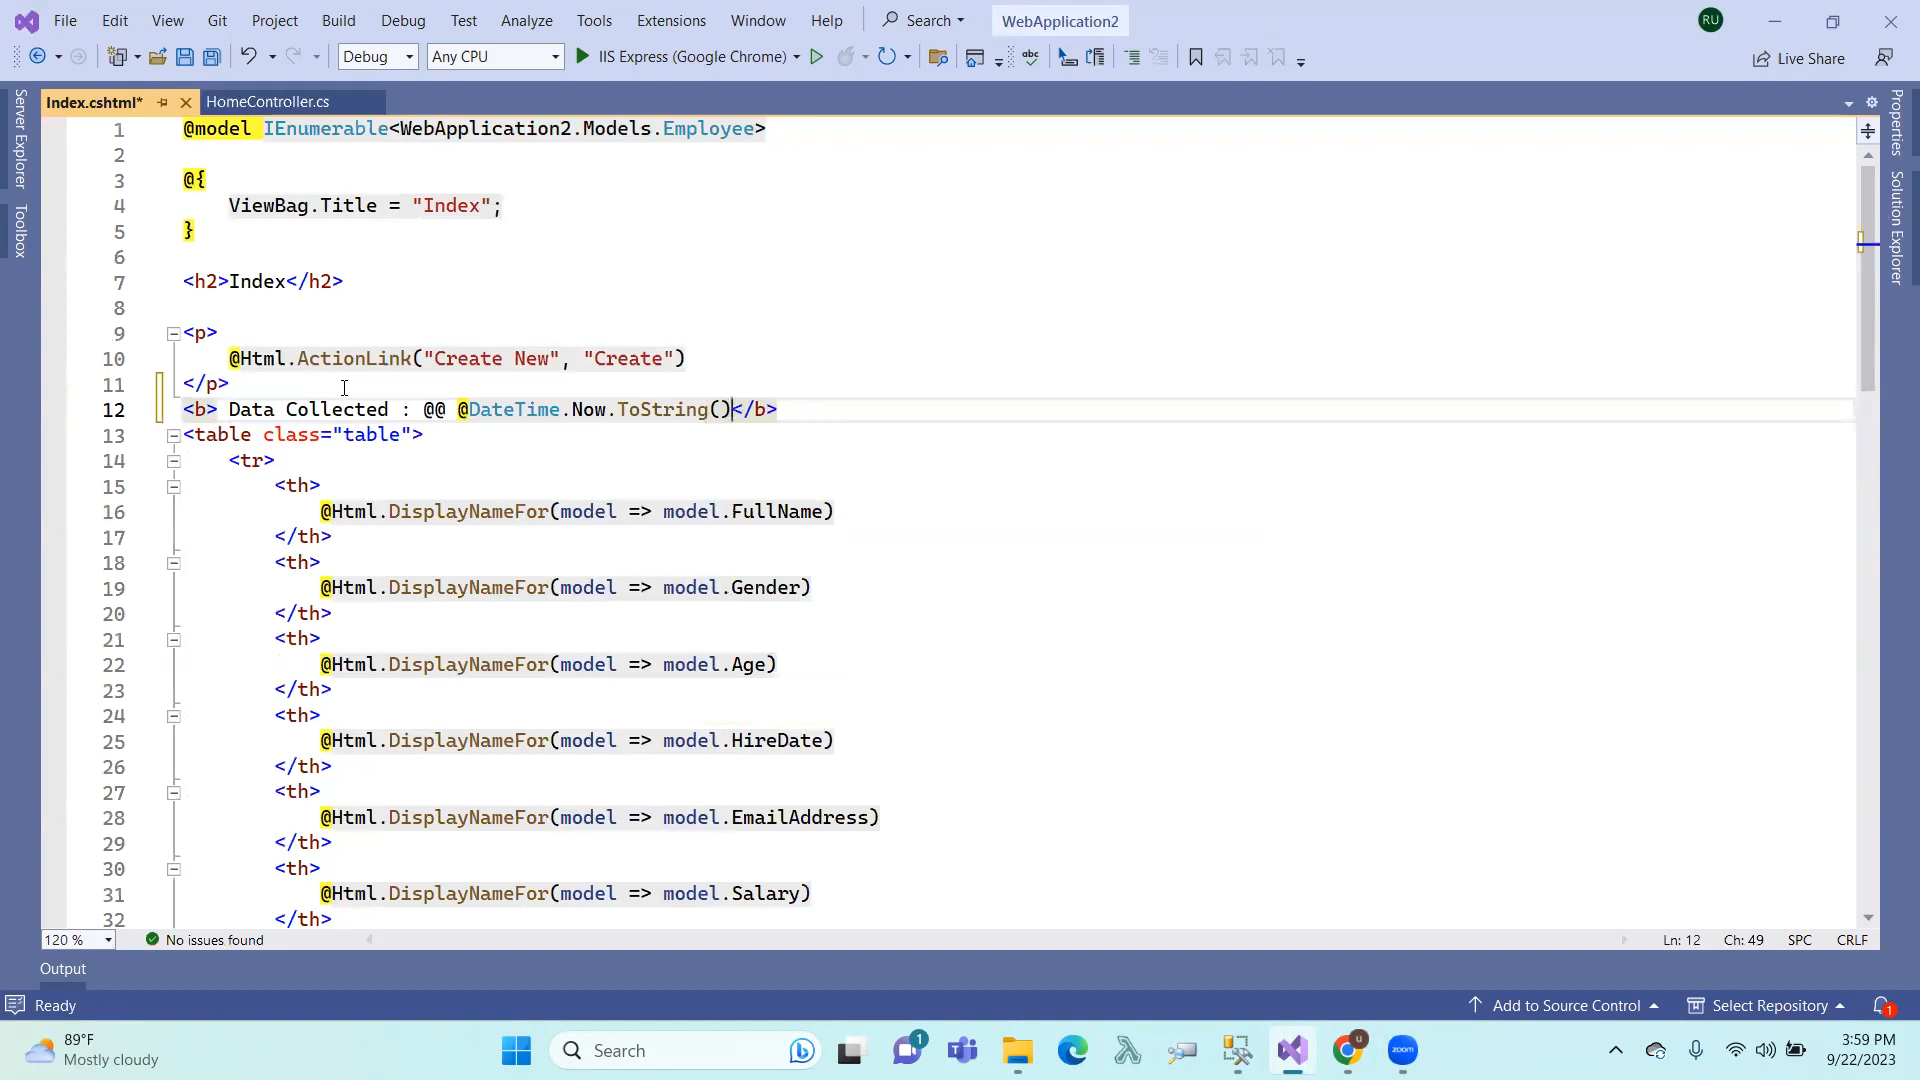 File Edit View Git Project Build Debug Test Analyze Tools Extensions Window Help Search WebApplication2 RU
Debug Any CPU IIS Express (Google Chrome) Live Share
Index.cshtml* HomeController.cs
Server Explorer
Toolbox
Properties
Solution Explorer
1 @model IEnumerable<WebApplication2.Models.Employee>
2
3 @{
4 ViewBag.Title = "Index";
5 }
6
7 <h2>Index</h2>
8
9 <p>
10 @Html.ActionLink("Create New", "Create")
11 </p>
12 <b> Data Collected : @@ @DateTime.Now.ToString()</b>
13 <table class="table">
14 <tr>
15 <th>
16 @Html.DisplayNameFor(model => model.FullName)
17 </th>
18 <th>
19 @Html.DisplayNameFor(model => model.Gender)
20 </th>
21 <th>
22 @Html.DisplayNameFor(model => model.Age)
23 </th>
24 <th>
25 @Html.DisplayNameFor(model => model.HireDate)
26 </th>
27 <th>
28 @Html.DisplayNameFor(model => model.EmailAddress)
29 </th>
30 <th>
31 @Html.DisplayNameFor(model => model.Salary)
32 </th>
120 % No issues found Ln: 12 Ch: 49 SPC CRLF
Output
Ready Add to Source Control Select Repository 1
89°F
Mostly cloudy
Search
1
zoom
3:59 PM
9/22/2023